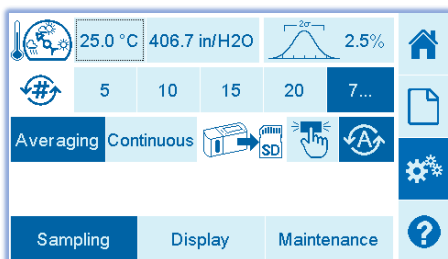 25.0 °C 406.7 in/H2O 2σ 2.5%
# 5 10 15 20 7...
Averaging Continuous SD A
Sampling Display Maintenance ?